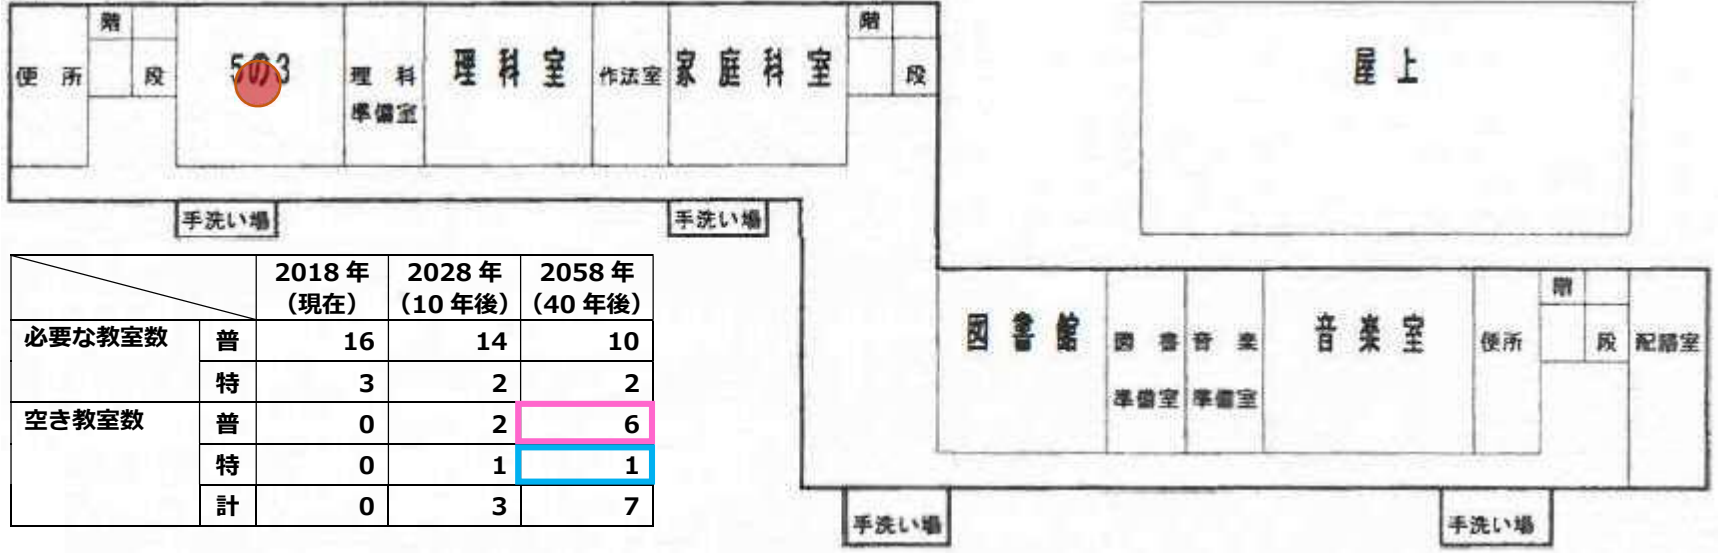 階
便所
段
5の3
理科
準備室
理科室
作法室
家庭科室
階
段
屋上
手洗い場
手洗い場
2018年 2028年 2058年
(現在) (10年後) (40年後)
必要な教室数 普 16 14 10
特 3 2 2
空き教室数 普 0 2 6
特 0 1 1
計 0 3 7
図書館
図書
準備室
音楽
準備室
音楽室
便所
階
段
配膳室
手洗い場
手洗い場